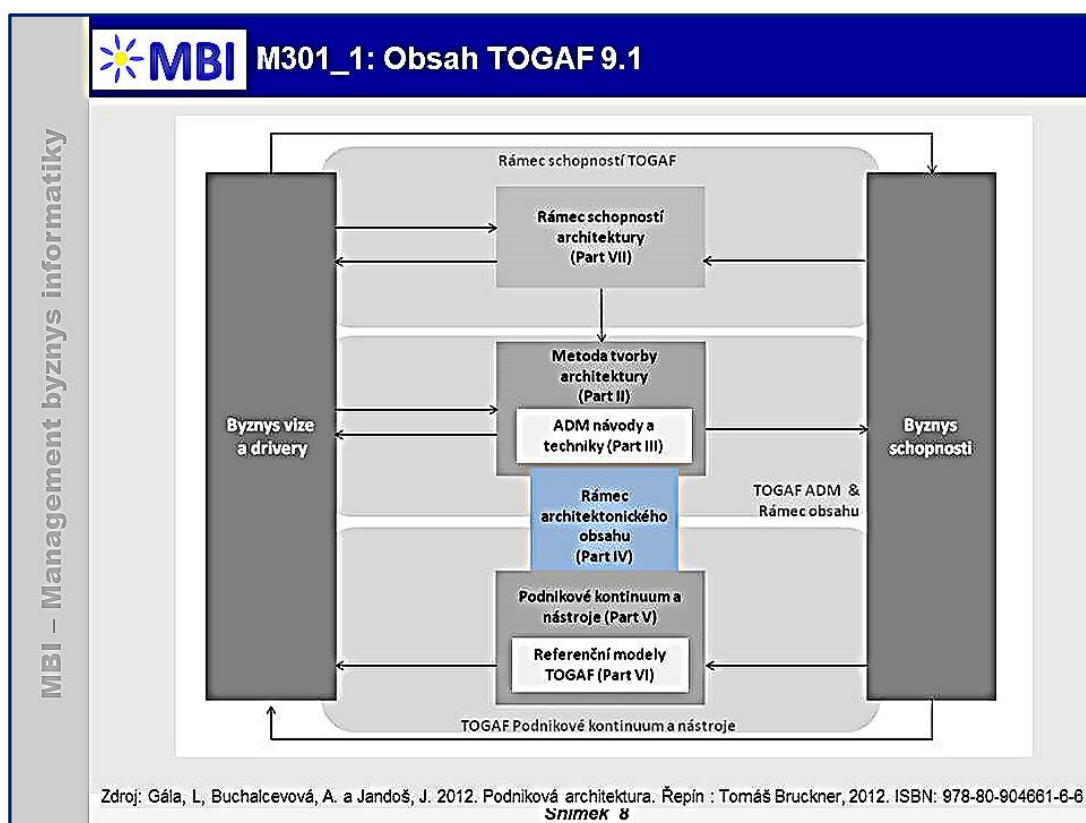 MBI
M301_1: Obsah TOGAF 9.1
MBI – Management byznys informatiky
Rámec schopností TOGAF
Rámec schopností
architektury
(Part VII)
Metoda tvorby
architektury
(Part II)
ADM návody a
techniky (Part III)
Byznys vize
a drivery
Byznys
schopnosti
Rámec
architektonického
obsahu
(Part IV)
TOGAF ADM &
Rámec obsahu
Podnikové kontinuum a
nástroje (Part V)
Referenční modely
TOGAF (Part VI)
TOGAF Podnikové kontinuum a nástroje
Zdroj: Gála, L, Buchalcevová, A. a Jandoš, J. 2012. Podniková architektura. Řepín : Tomáš Bruckner, 2012. ISBN: 978-80-904661-6-6
Snímek 8